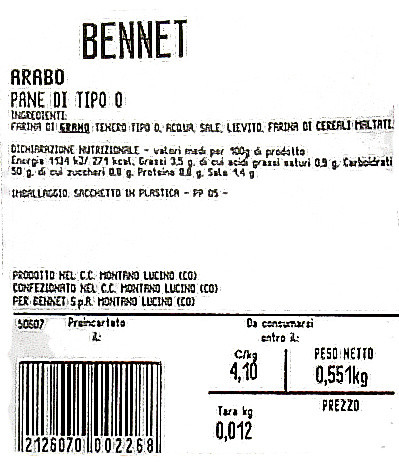 BENNET
ARABO
PANE DI TIPO 0
INGREDIENTI:
FARINA DI GRANO TENERO TIPO 0, ACQUA, SALE, LIEVITO, FARINA DI CEREALI MALTATI.
DICHIARAZIONE NUTRIZIONALE - valori medi per 100g di prodotto
Energia 1134 kJ/ 271 kcal, Grassi 3,5 g, di cui acidi grassi saturi 0,9 g, Carboidrati
50 g, di cui zuccheri 0,8 g, Proteine 8,8 g, Sale 1,4 g
IMBALLAGGIO: SACCHETTO IN PLASTICA - PP 05 -
PRODOTTO NEL C.C. MONTANO LUCINO (CO)
CONFEZIONATO NEL C.C. MONTANO LUCINO (CO)
PER BENNET S.p.A. MONTANO LUCINO (CO)
50607 Preincartato il: Da consumarsi entro il:
€/kg PESO NETTO
4,10 0,551kg
Tara kg PREZZO
0,012
2126070 002268